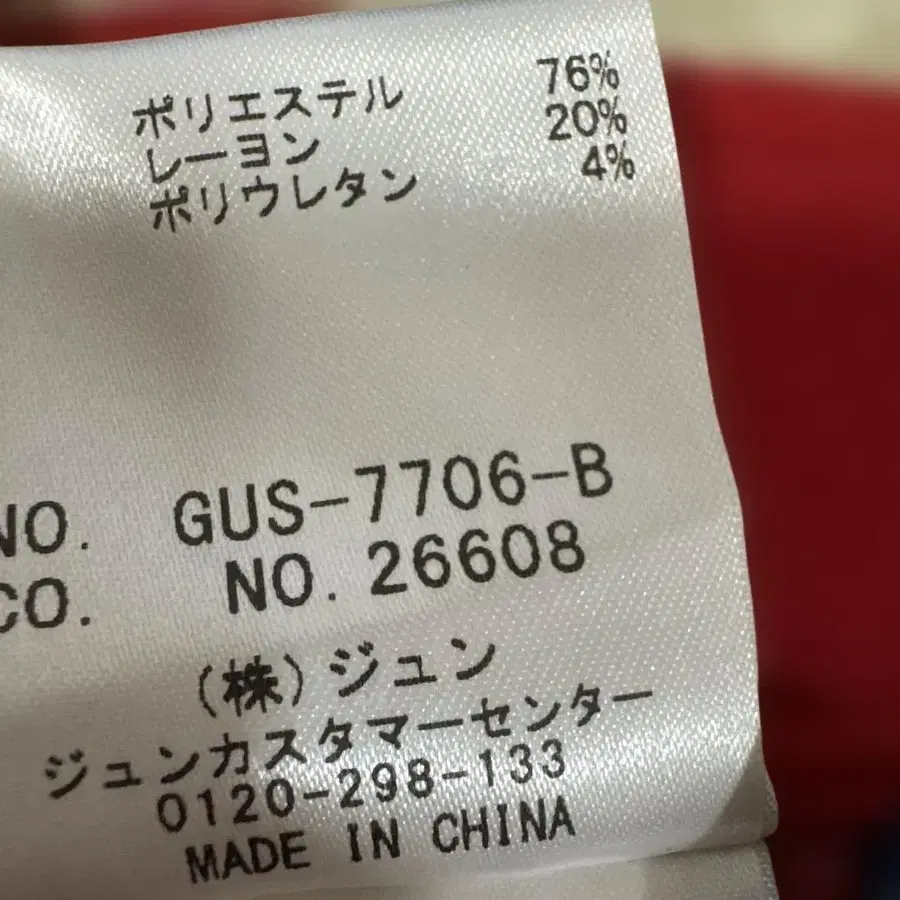 ポリエステル 76%
レーヨン 20%
ポリウレタン 4%
NO. GUS-7706-B
CO. NO. 26608
(株)ジュン
ジュンカスタマーセンター
0120-298-133
MADE IN CHINA